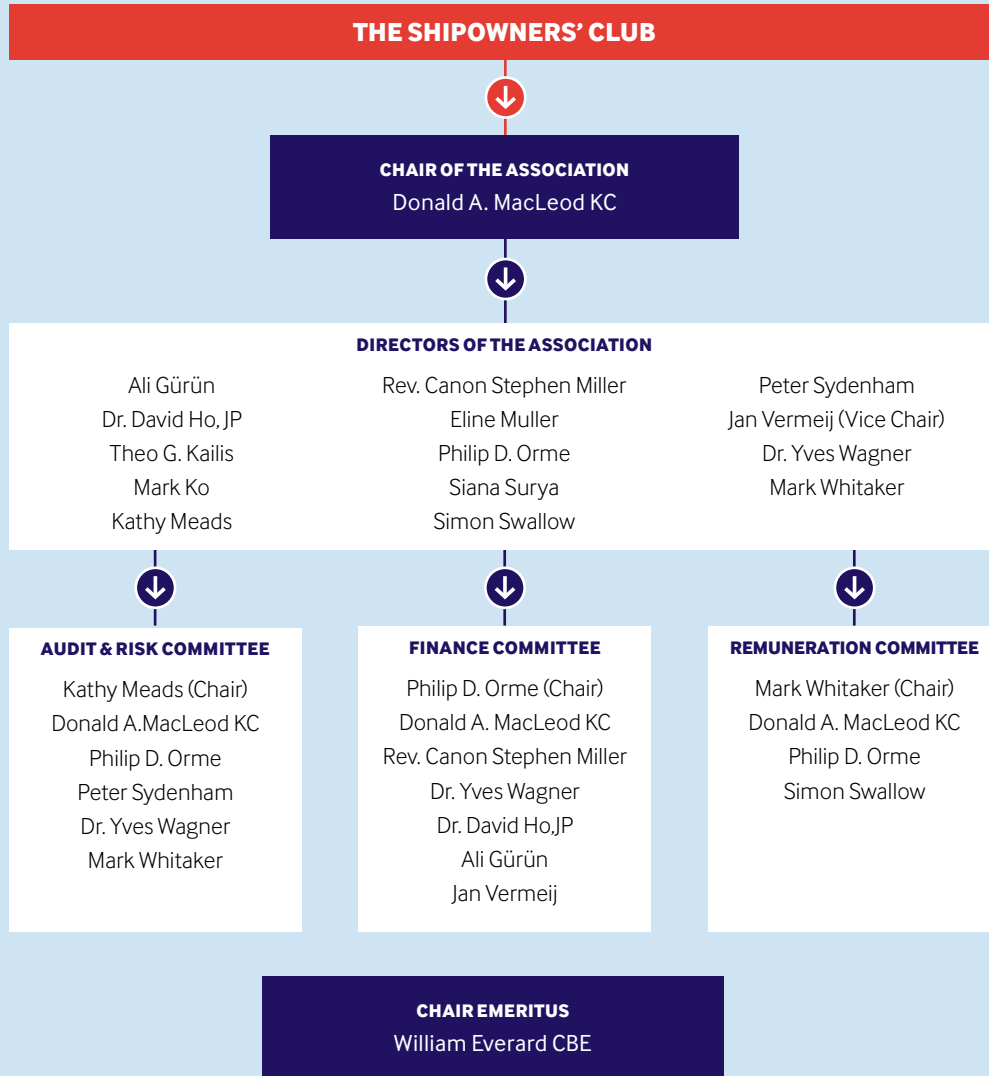 THE SHIPOWNERS’ CLUB
CHAIR OF THE ASSOCIATION
Donald A. MacLeod KC
DIRECTORS OF THE ASSOCIATION
Ali Gürün
Dr. David Ho, JP
Theo G. Kailis
Mark Ko
Kathy Meads
Rev. Canon Stephen Miller
Eline Muller
Philip D. Orme
Siana Surya
Simon Swallow
Peter Sydenham
Jan Vermeij (Vice Chair)
Dr. Yves Wagner
Mark Whitaker
AUDIT & RISK COMMITTEE
Kathy Meads (Chair)
Donald A.MacLeod KC
Philip D. Orme
Peter Sydenham
Dr. Yves Wagner
Mark Whitaker
FINANCE COMMITTEE
Philip D. Orme (Chair)
Donald A. MacLeod KC
Rev. Canon Stephen Miller
Dr. Yves Wagner
Dr. David Ho,JP
Ali Gürün
Jan Vermeij
REMUNERATION COMMITTEE
Mark Whitaker (Chair)
Donald A. MacLeod KC
Philip D. Orme
Simon Swallow
CHAIR EMERITUS
William Everard CBE